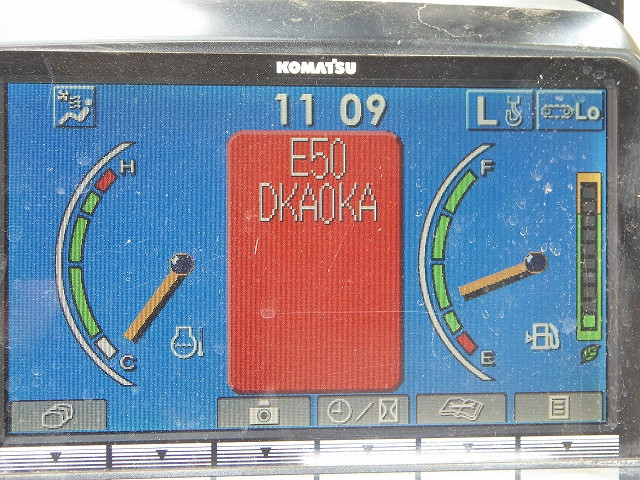 KOMATSU
11 09
L
Lo
E50
DKA0KA
H
C
F
E